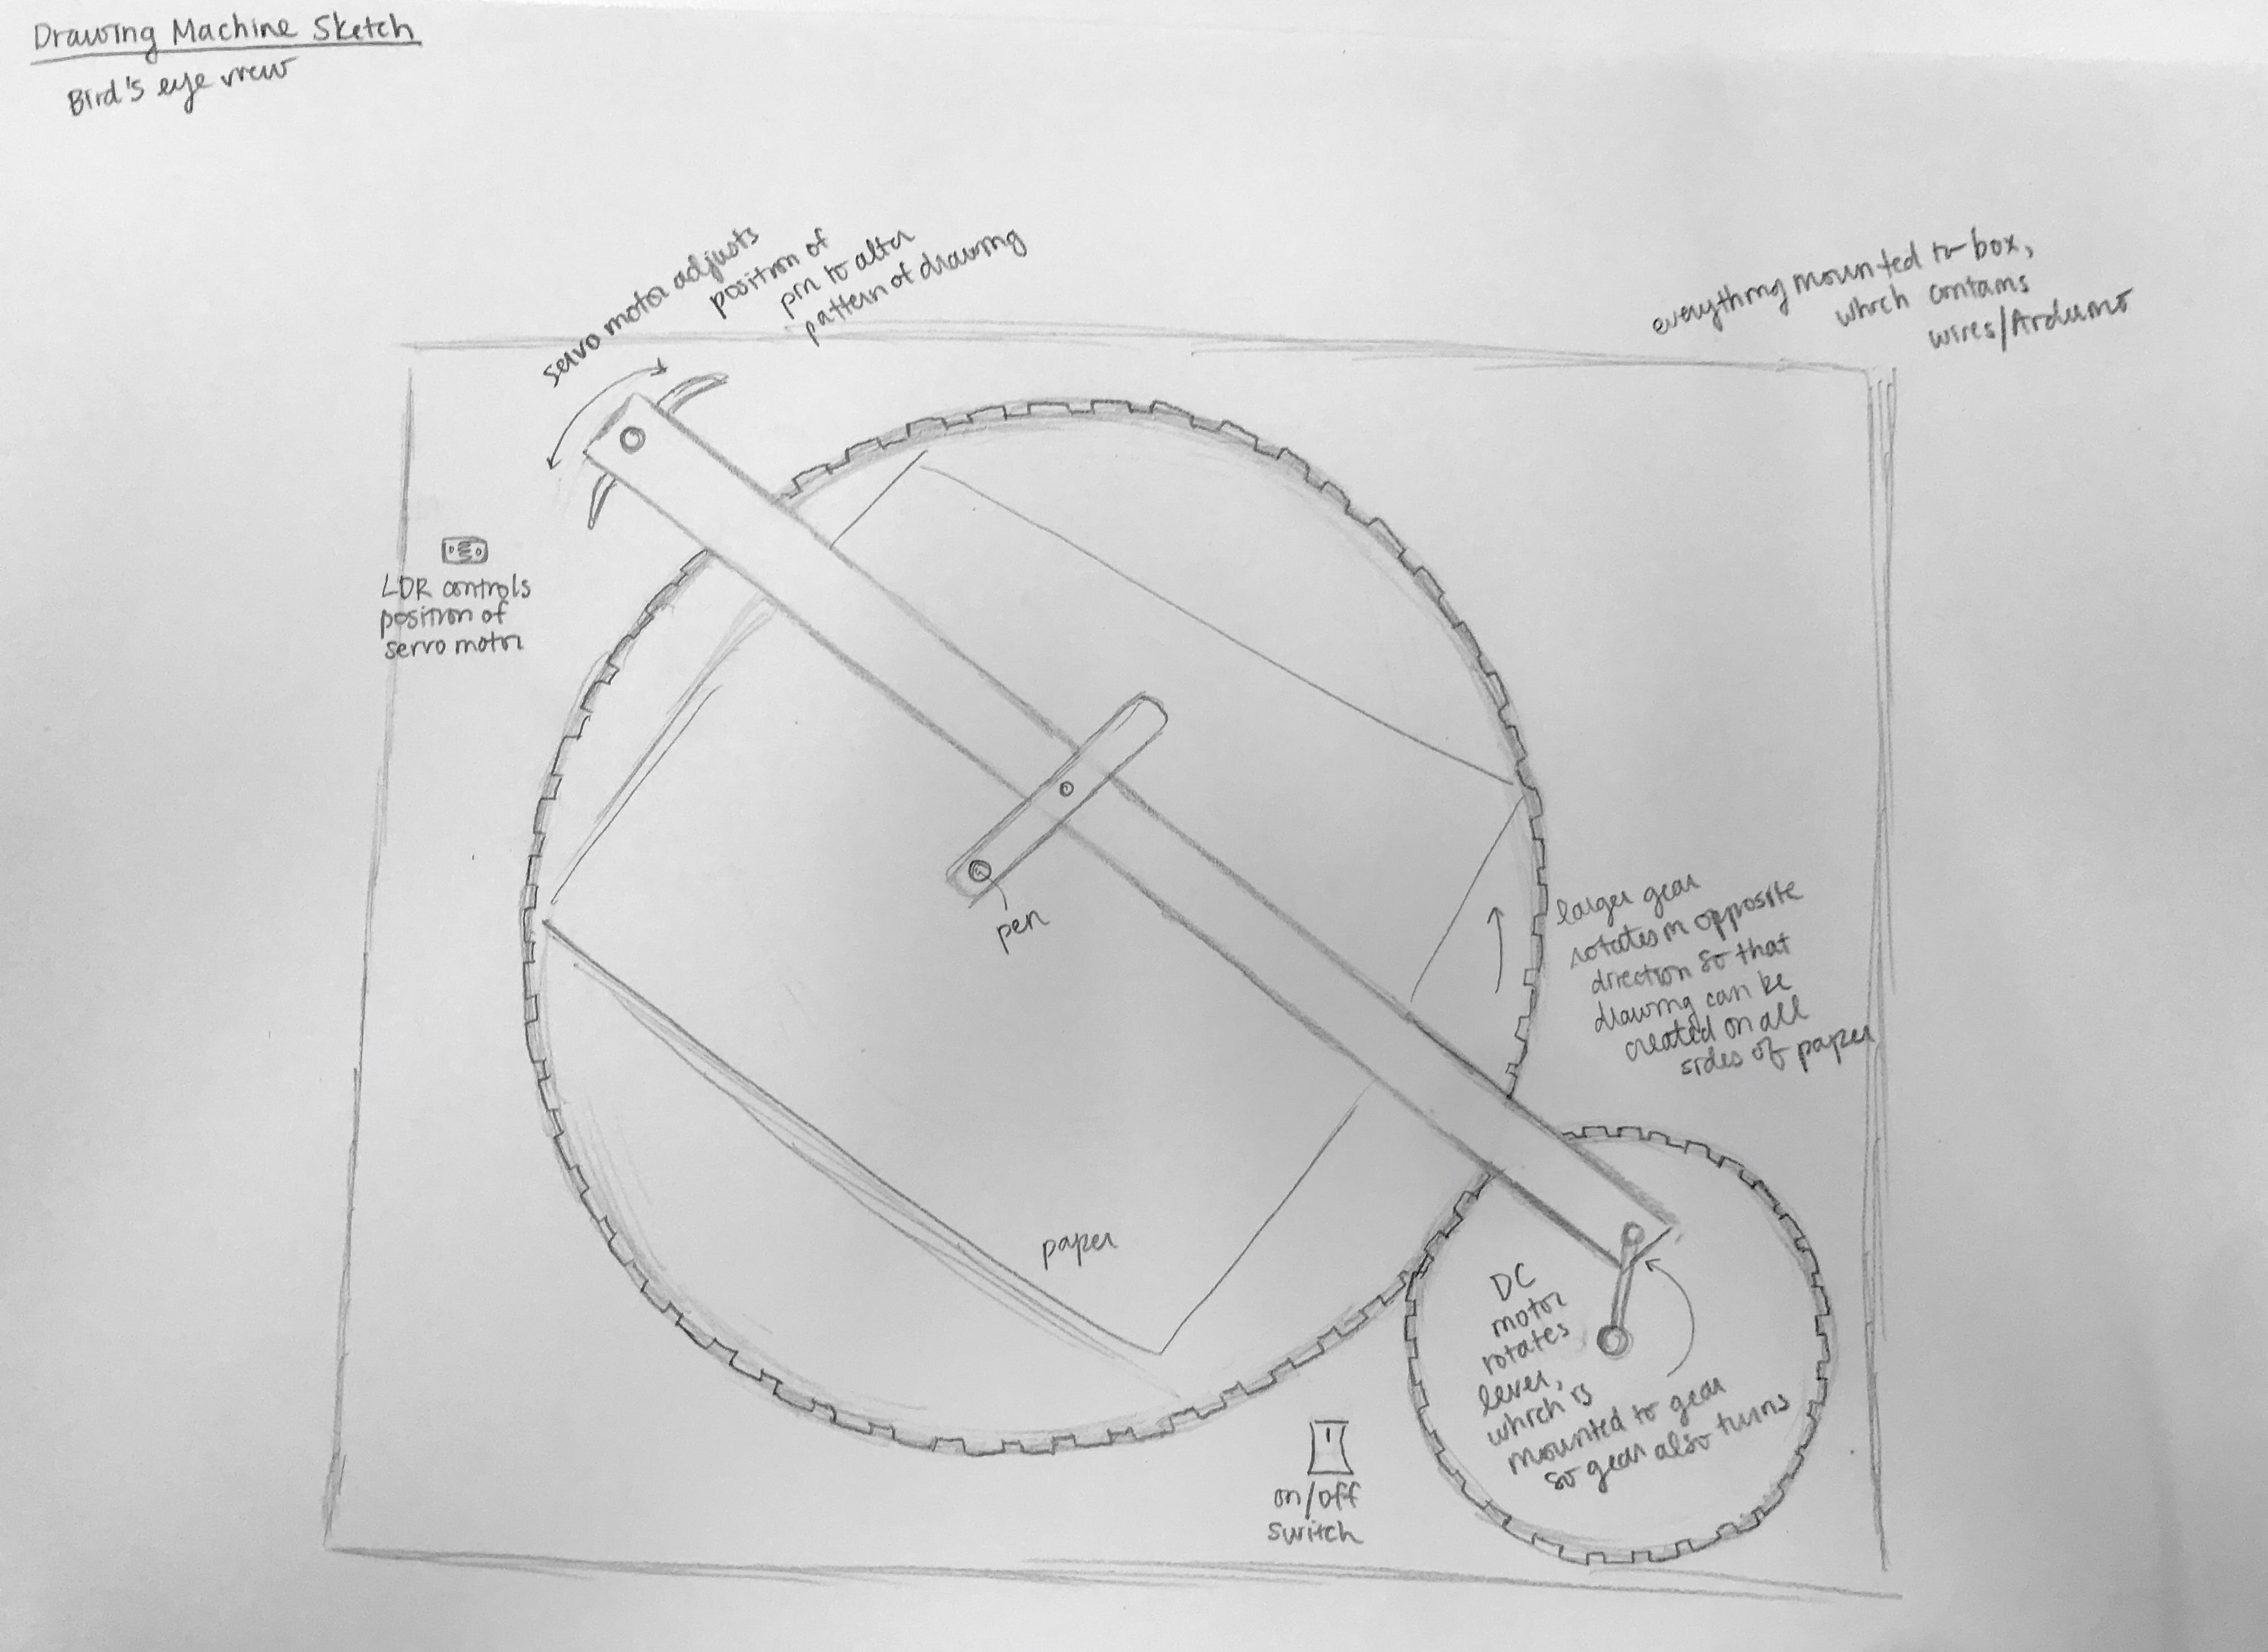 Drawing Machine Sketch
Bird's eye view
servo motor adjusts
position of
pin to alter
pattern of drawing
everything mounted to box,
which contains
wires/Arduino
LDR controls
position of
servo motor
pen
larger gear
rotates in opposite
direction so that
drawing can be
created on all
sides of paper
paper
DC
motor
rotates
lever,
which is
mounted to gear
so gear also turns
on/off
switch